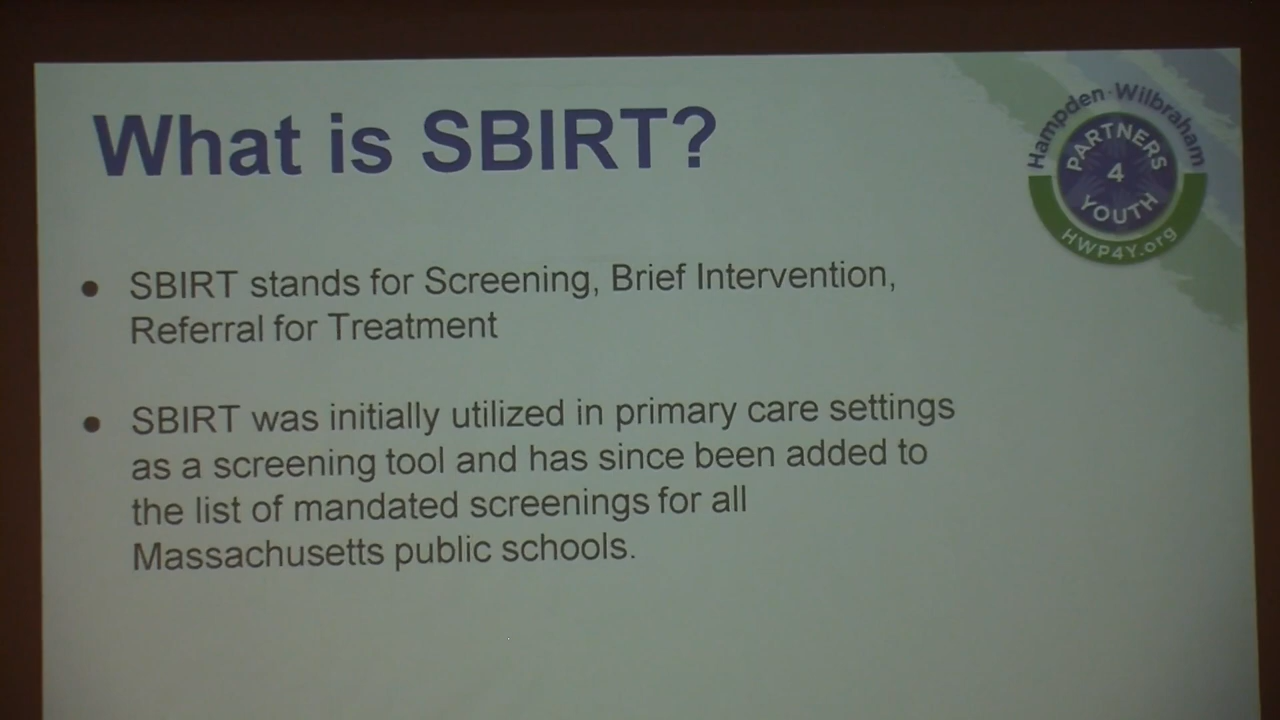 What is SBIRT?
Hampden-Wilbraham
PARTNERS
4
YOUTH
HWP4Y.org
● SBIRT stands for Screening, Brief Intervention,
Referral for Treatment
● SBIRT was initially utilized in primary care settings
as a screening tool and has since been added to
the list of mandated screenings for all
Massachusetts public schools.